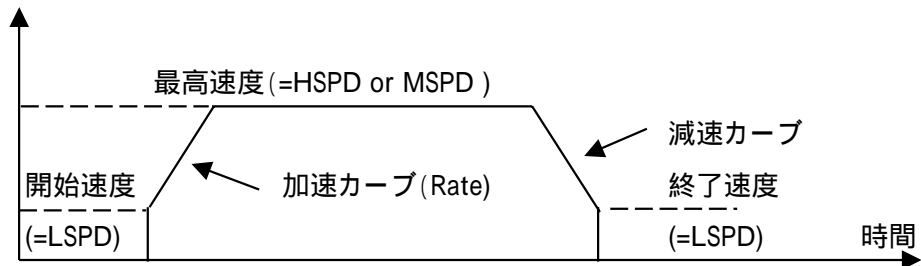 最高速度(=HSPD or MSPD )
減速カーブ
開始速度 加速カーブ(Rate) 終了速度
(=LSPD) (=LSPD) 時間